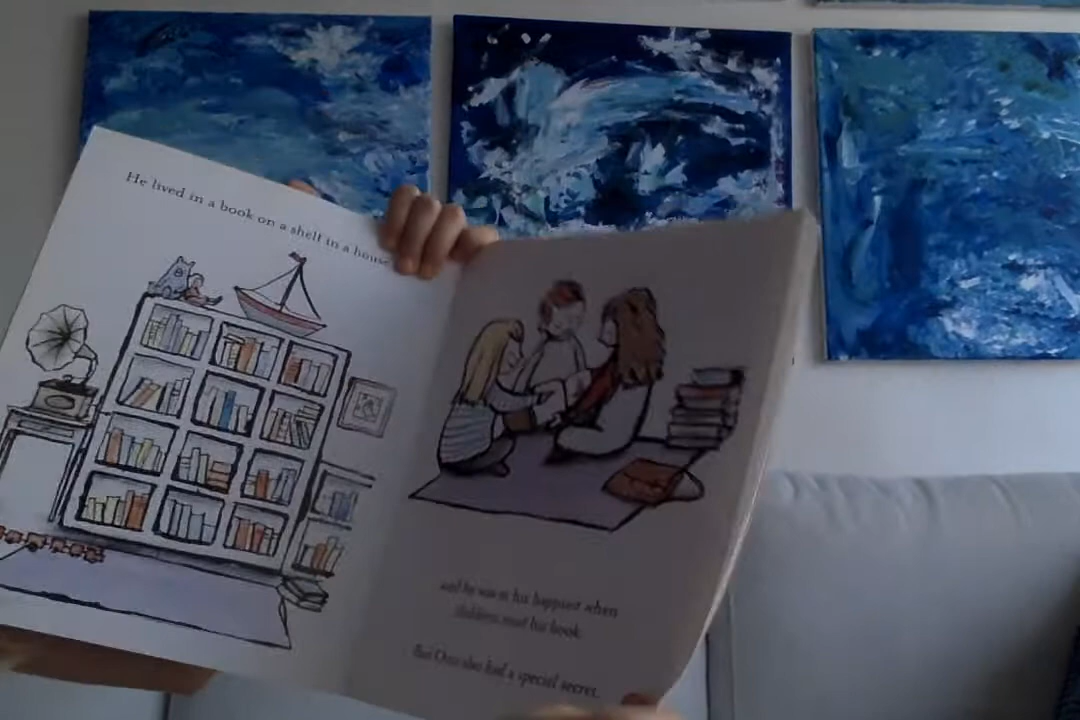 He lived in a book on a shelf in a house
and he was at his happiest when
children read his book.
But Otto also had a special secret.